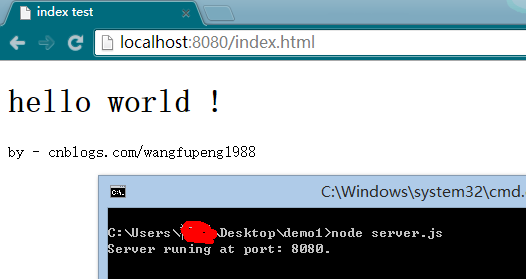 index test
localhost:8080/index.html
hello world !
by - cnblogs.com/wangfupeng1988
C:\Windows\system32\cmd.
C:\Users\ \Desktop\demo1>node server.js
Server runing at port: 8080.